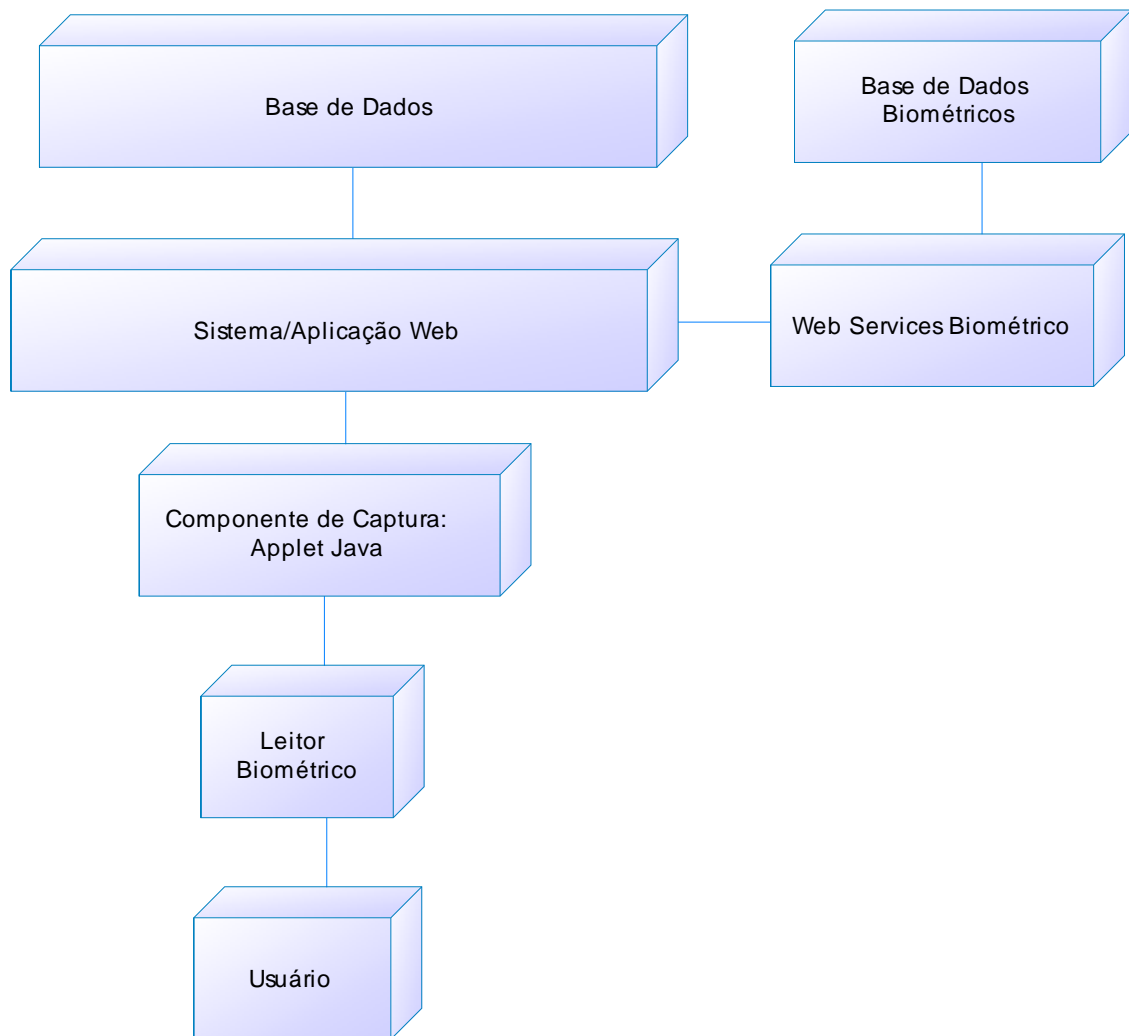 Base de Dados
Base de Dados
Biométricos
Sistema/Aplicação Web
Web Services Biométrico
Componente de Captura:
Applet Java
Leitor
Biométrico
Usuário